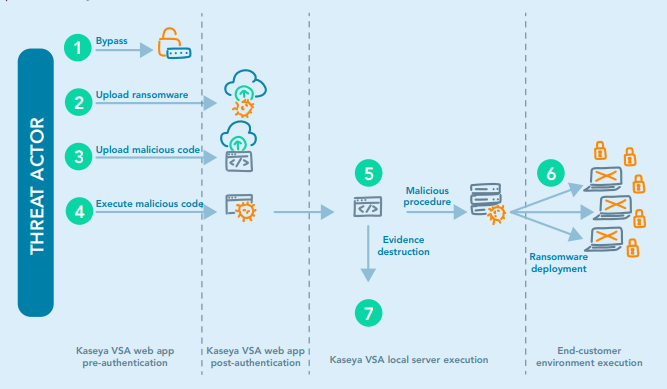 THREAT ACTOR
1
Bypass
2
Upload ransomware
3
Upload malicious code
4
Execute malicious code
5
Malicious
procedure
Evidence
destruction
6
Ransomware
deployment
7
Kaseya VSA web app
pre-authentication
Kaseya VSA web app
post-authentication
Kaseya VSA local server execution
End-customer
environment execution